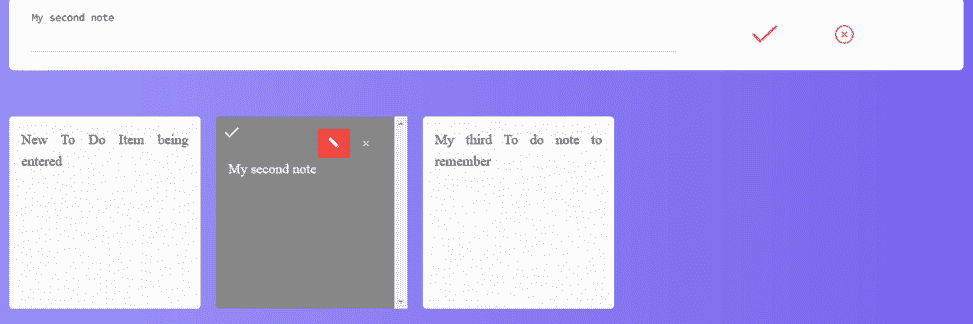 My second note
New To Do Item being
entered
My second note
My third To do note to
remember